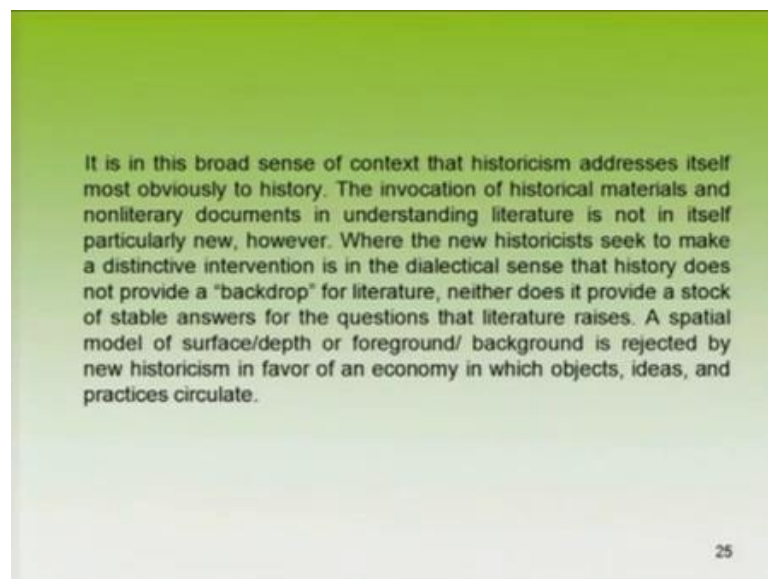 It is in this broad sense of context that historicism addresses itself
most obviously to history. The invocation of historical materials and
nonliterary documents in understanding literature is not in itself
particularly new, however. Where the new historicists seek to make
a distinctive intervention is in the dialectical sense that history does
not provide a "backdrop" for literature, neither does it provide a stock
of stable answers for the questions that literature raises. A spatial
model of surface/depth or foreground/ background is rejected by
new historicism in favor of an economy in which objects, ideas, and
practices circulate.
25